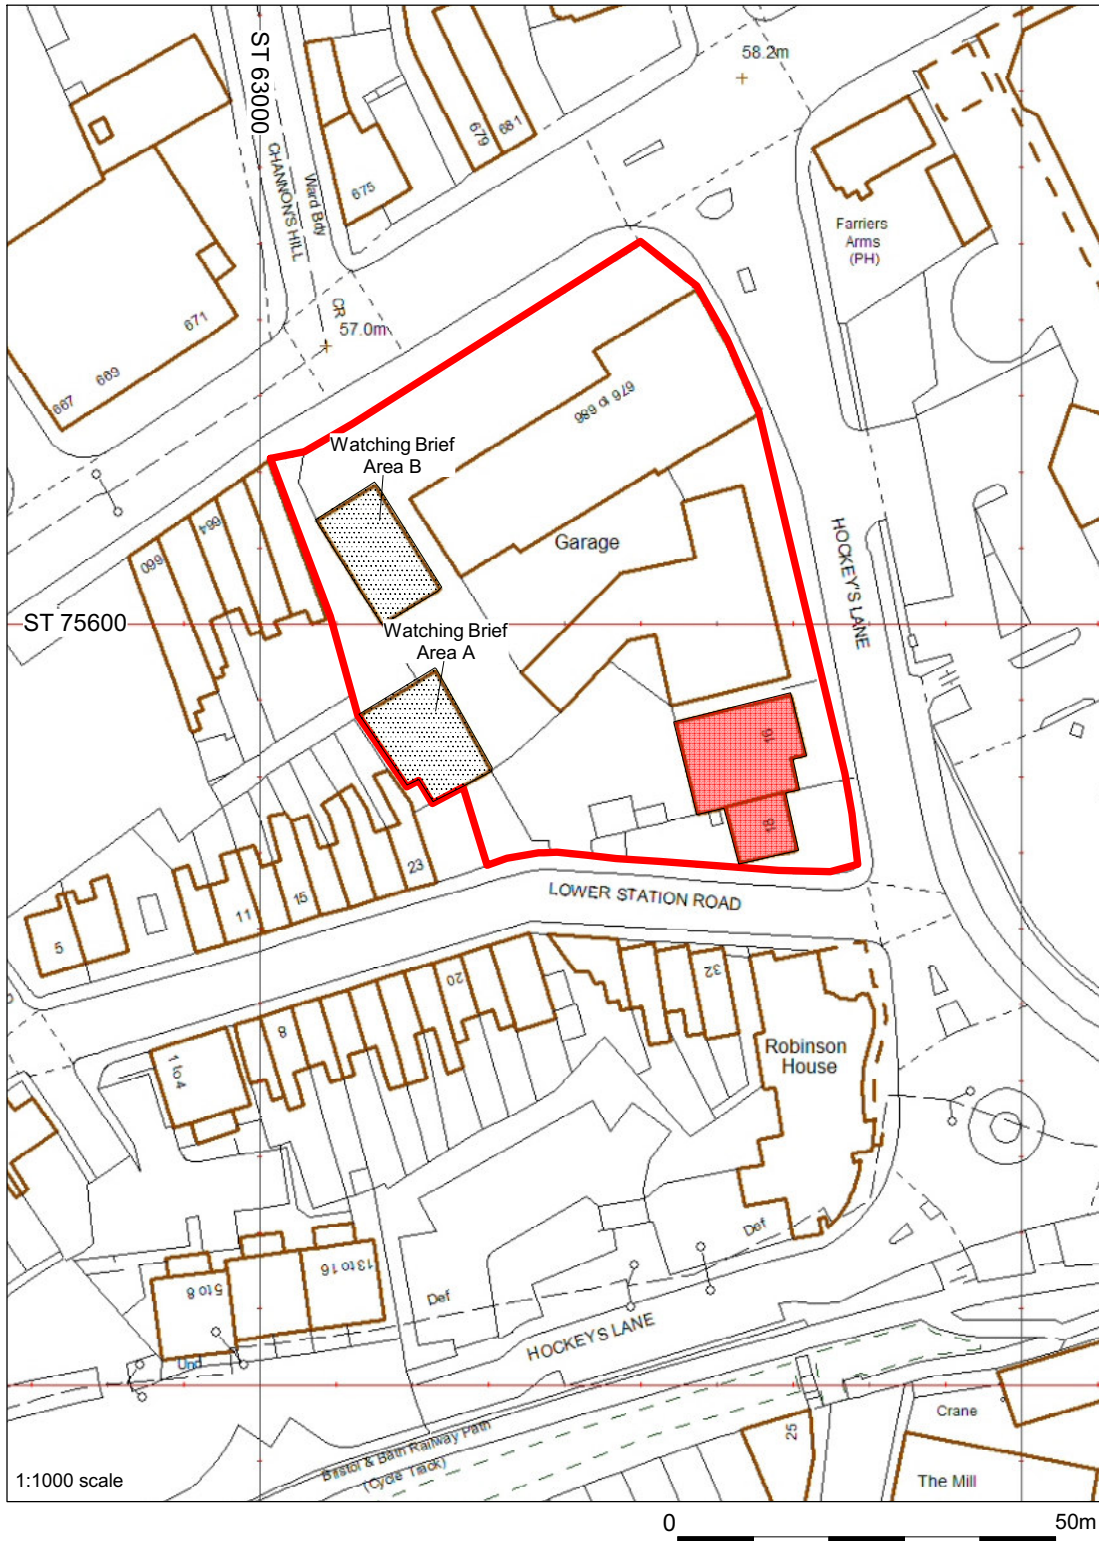 58.2m
ST 63000
CHANNON'S HILL
Ward Bdy
CR
57.0m
675
679
681
Farriers
Arms
(PH)
671
669
667
676 to 686
Watching Brief
Area B
664
660
Garage
HOCKEY'S LANE
ST 75600
Watching Brief
Area A
16
18
23
15
11
5
LOWER STATION ROAD
20
32
8
1 to 4
Robinson
House
Def
13 to 16
5 to 8
Def
Und
HOCKEY'S LANE
Bristol & Bath Railway Path
(Cycle Track)
25
Crane
The Mill
1:1000 scale
0
50m